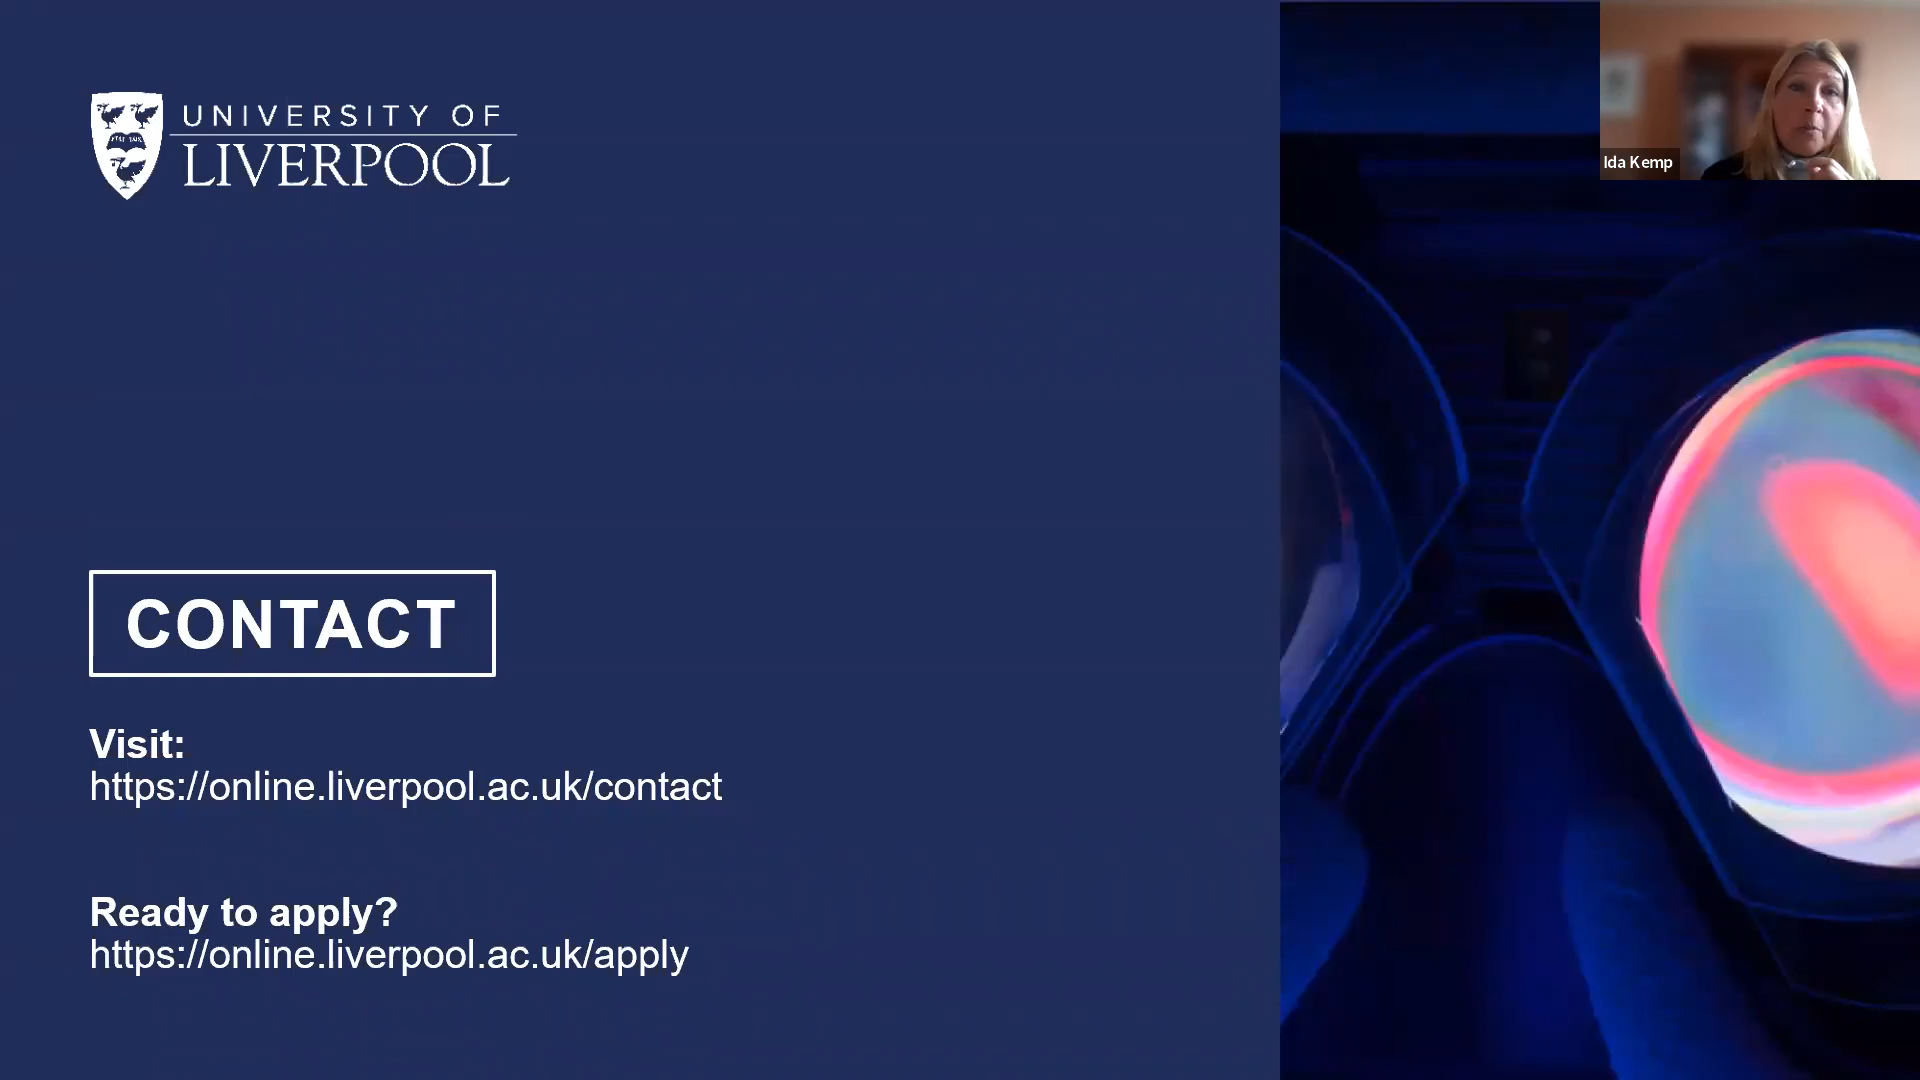 UNIVERSITY OF
LIVERPOOL
Ida Kemp
CONTACT
Visit:
https://online.liverpool.ac.uk/contact
Ready to apply?
https://online.liverpool.ac.uk/apply